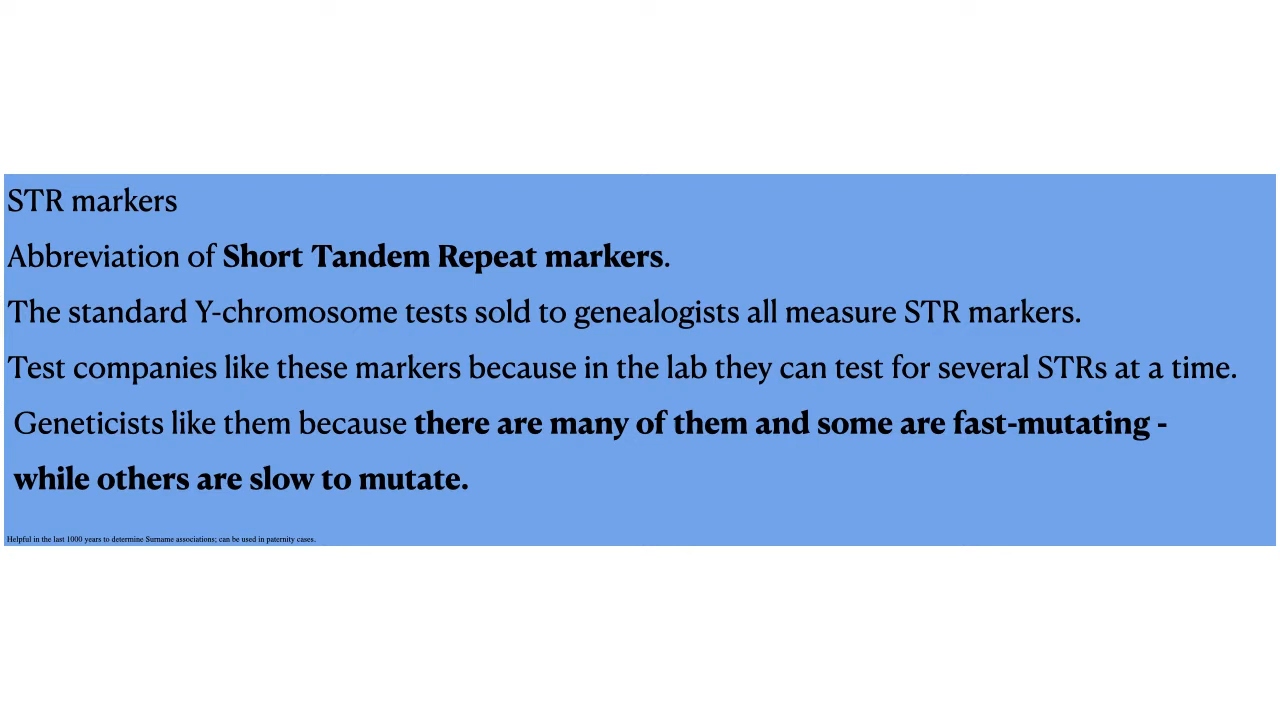 STR markers
Abbreviation of Short Tandem Repeat markers.
The standard Y-chromosome tests sold to genealogists all measure STR markers.
Test companies like these markers because in the lab they can test for several STRs at a time.
Geneticists like them because there are many of them and some are fast-mutating -
while others are slow to mutate.
Helpful in the last 1000 years to determine Surname associations; can be used in paternity cases.